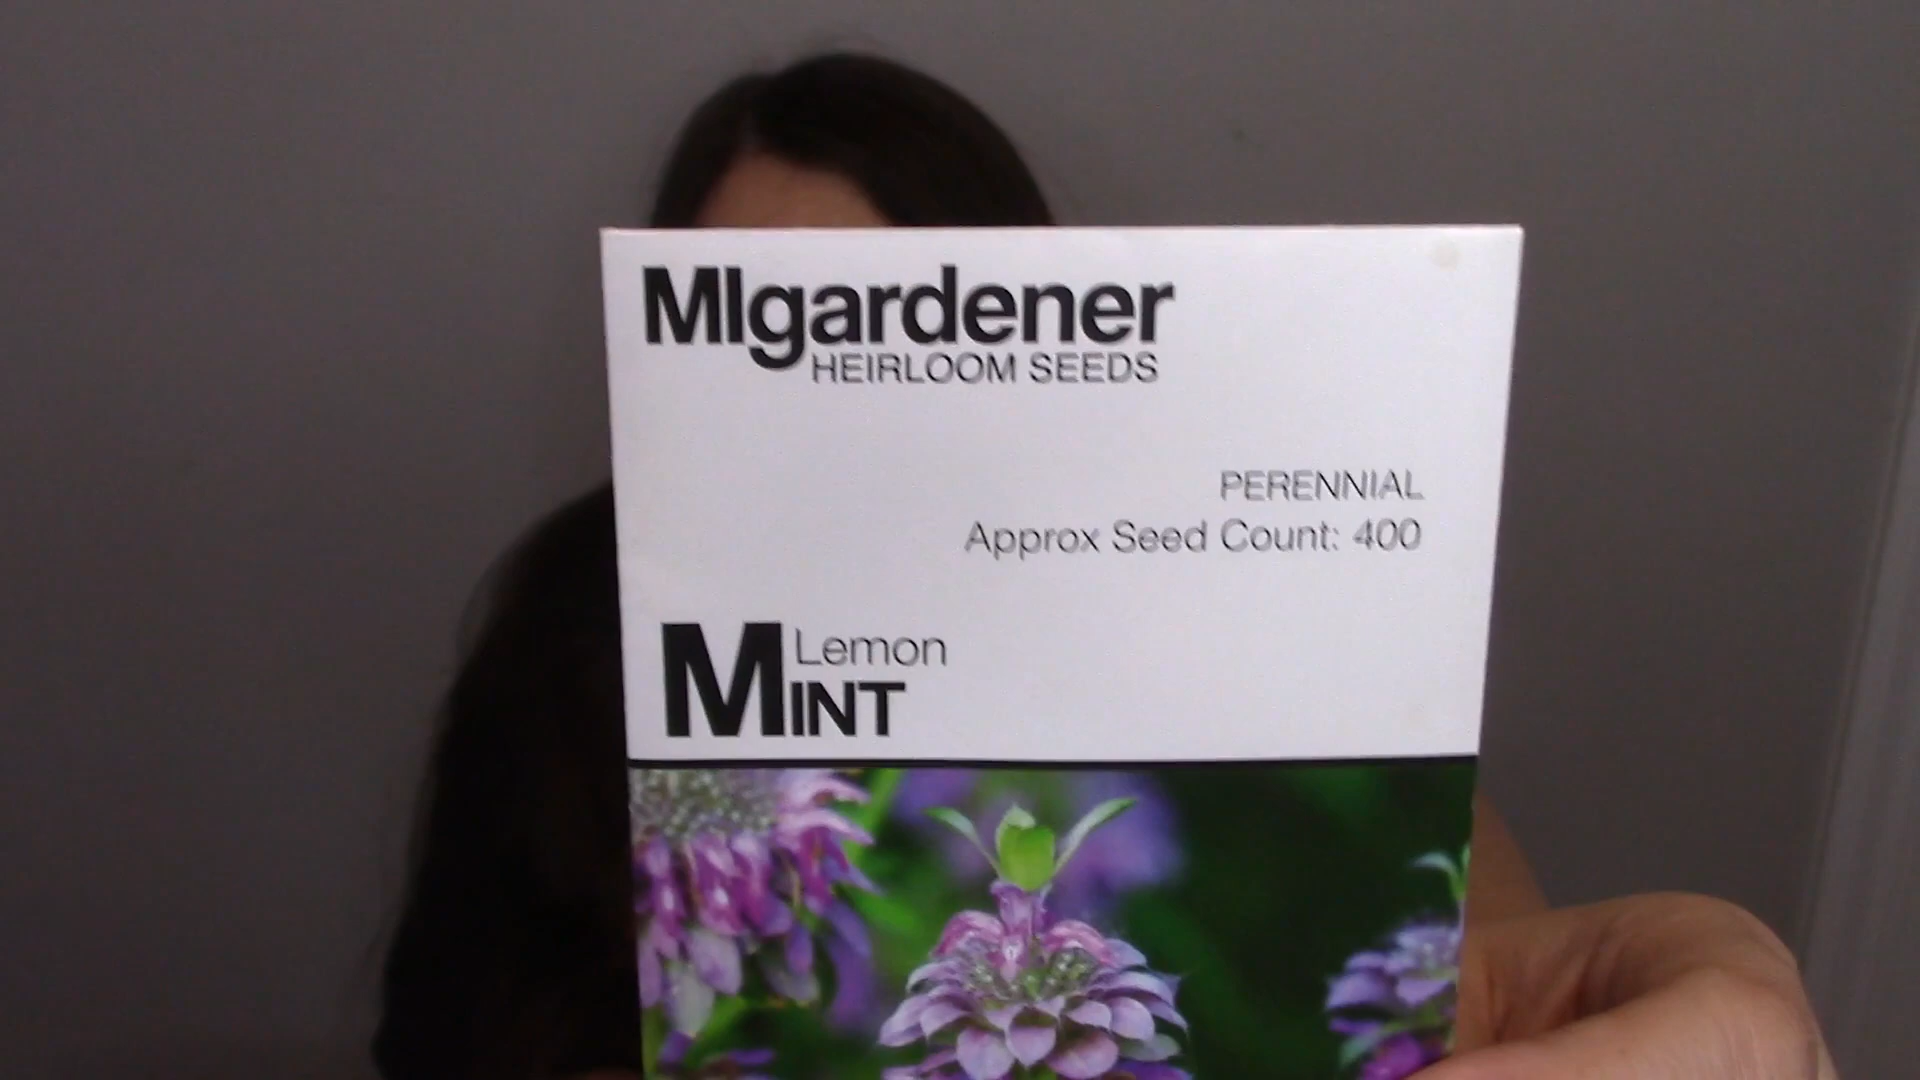 MIgardener
HEIRLOOM SEEDS
PERENNIAL
Approx Seed Count: 400
Lemon
MINT